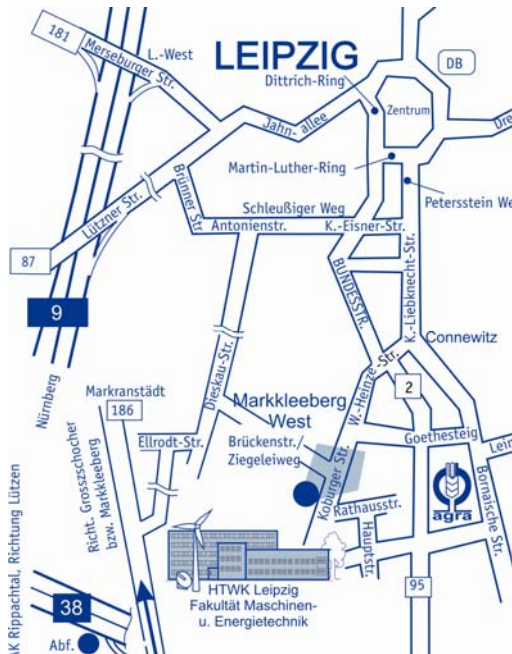 181
Merseburger Str.
L.-West
LEIPZIG
Dittrich-Ring
DB
Zentrum
Jahn- allee
Dre
Martin-Luther-Ring
Brünner Str.
Lützner Str.
Petersstein We
Schleußiger Weg
Antonienstr.
K.-Eisner-Str.
87
BUNDESSTR.
K.-Liebknecht-Str.
9
Connewitz
Dieskau-Str.
W.-Heinze-Str.
Nürnberg
Markranstädt
186
Markkleeberg
West
2
Ellrodt-Str.
Brückenstr./
Ziegeleiweg
Goethesteig
Lein
Koburger Str.
Bornaische Str.
Richt. Grosszschocher
bzw. Markkleeberg
Rathausstr.
agra
Hauptstr.
AK Rippachtal, Richtung Lützen
HTWK Leipzig
Fakultät Maschinen-
u. Energietechnik
95
38
Abf.